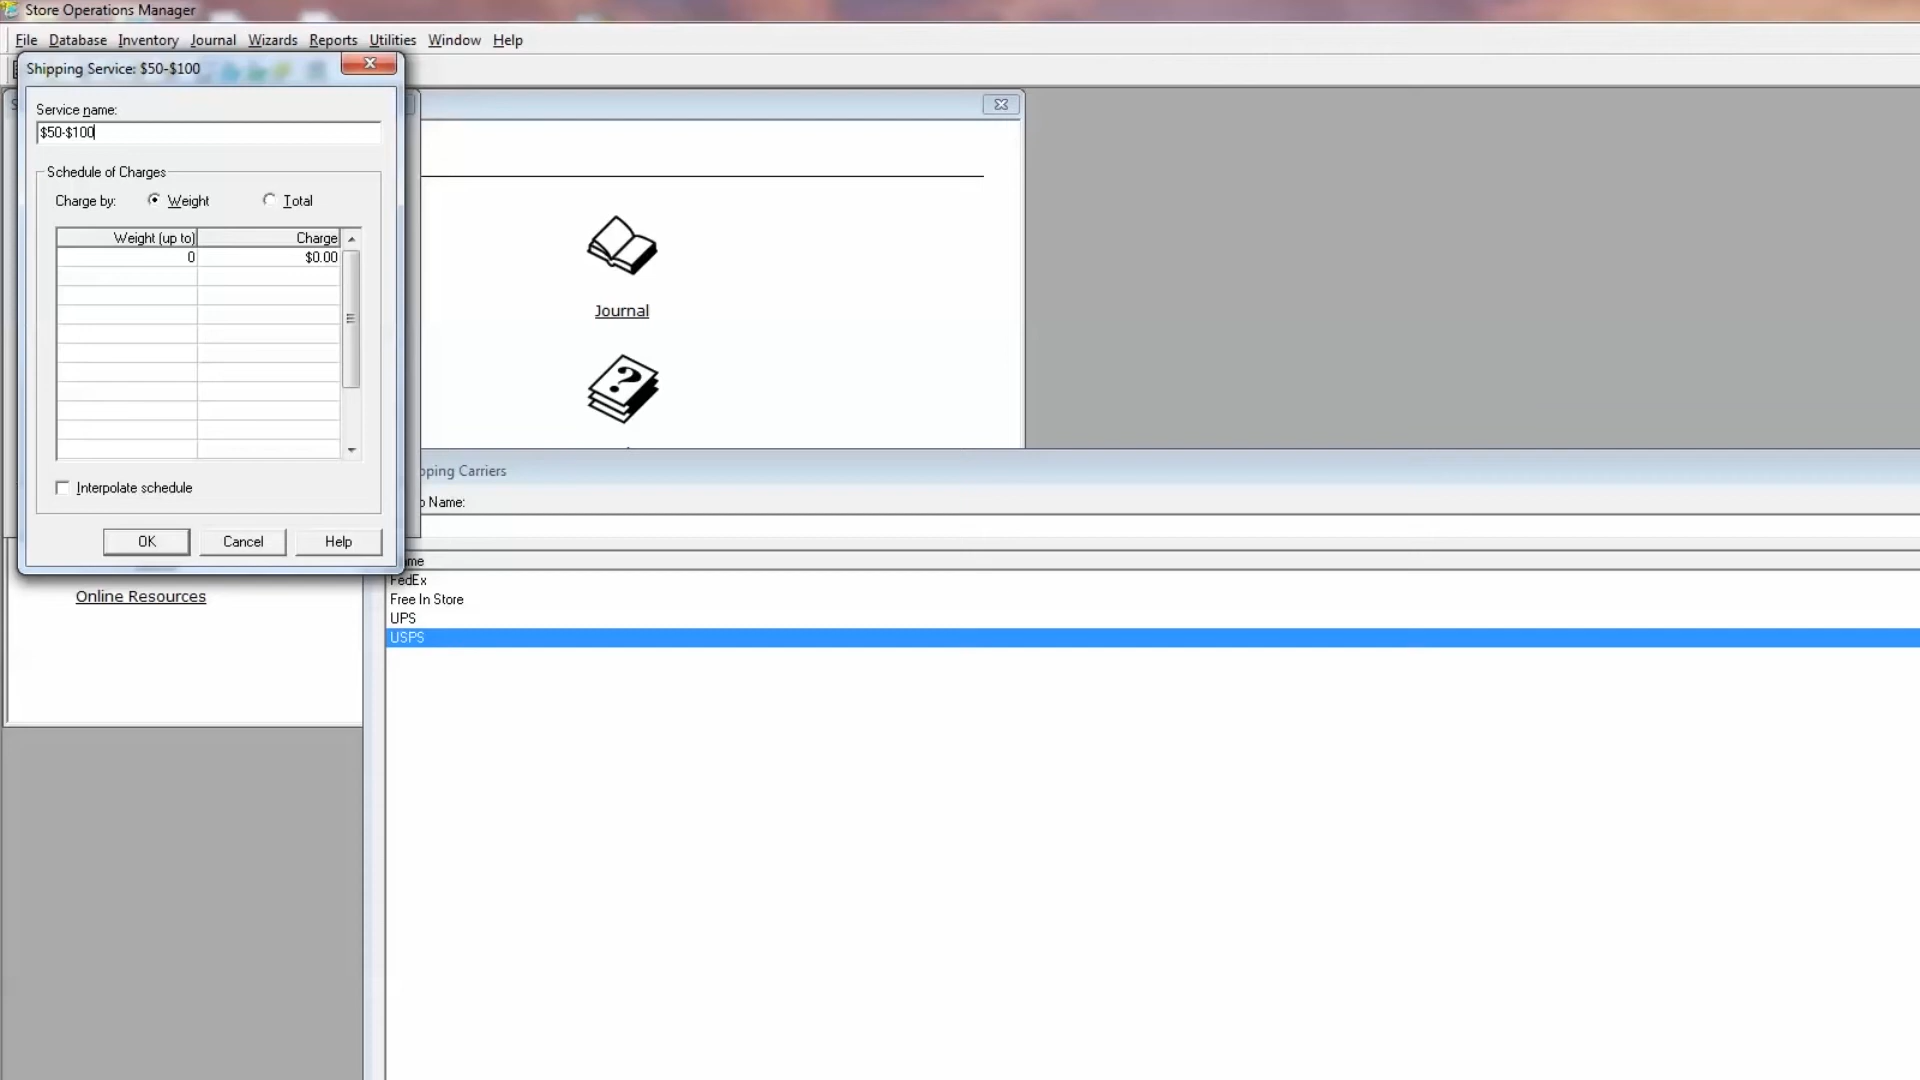 Store Operations Manager
File Database Inventory Journal Wizards Reports Utilities Window Help
Shipping Service: $50-$100
Service name:
$50-$100
Schedule of Charges
Charge by: Weight Total
Weight (up to) Charge
0 $0.00
Interpolate schedule
OK Cancel Help
Journal
Online Resources
pping Carriers
o Name:
me
FedEx
Free In Store
UPS
USPS